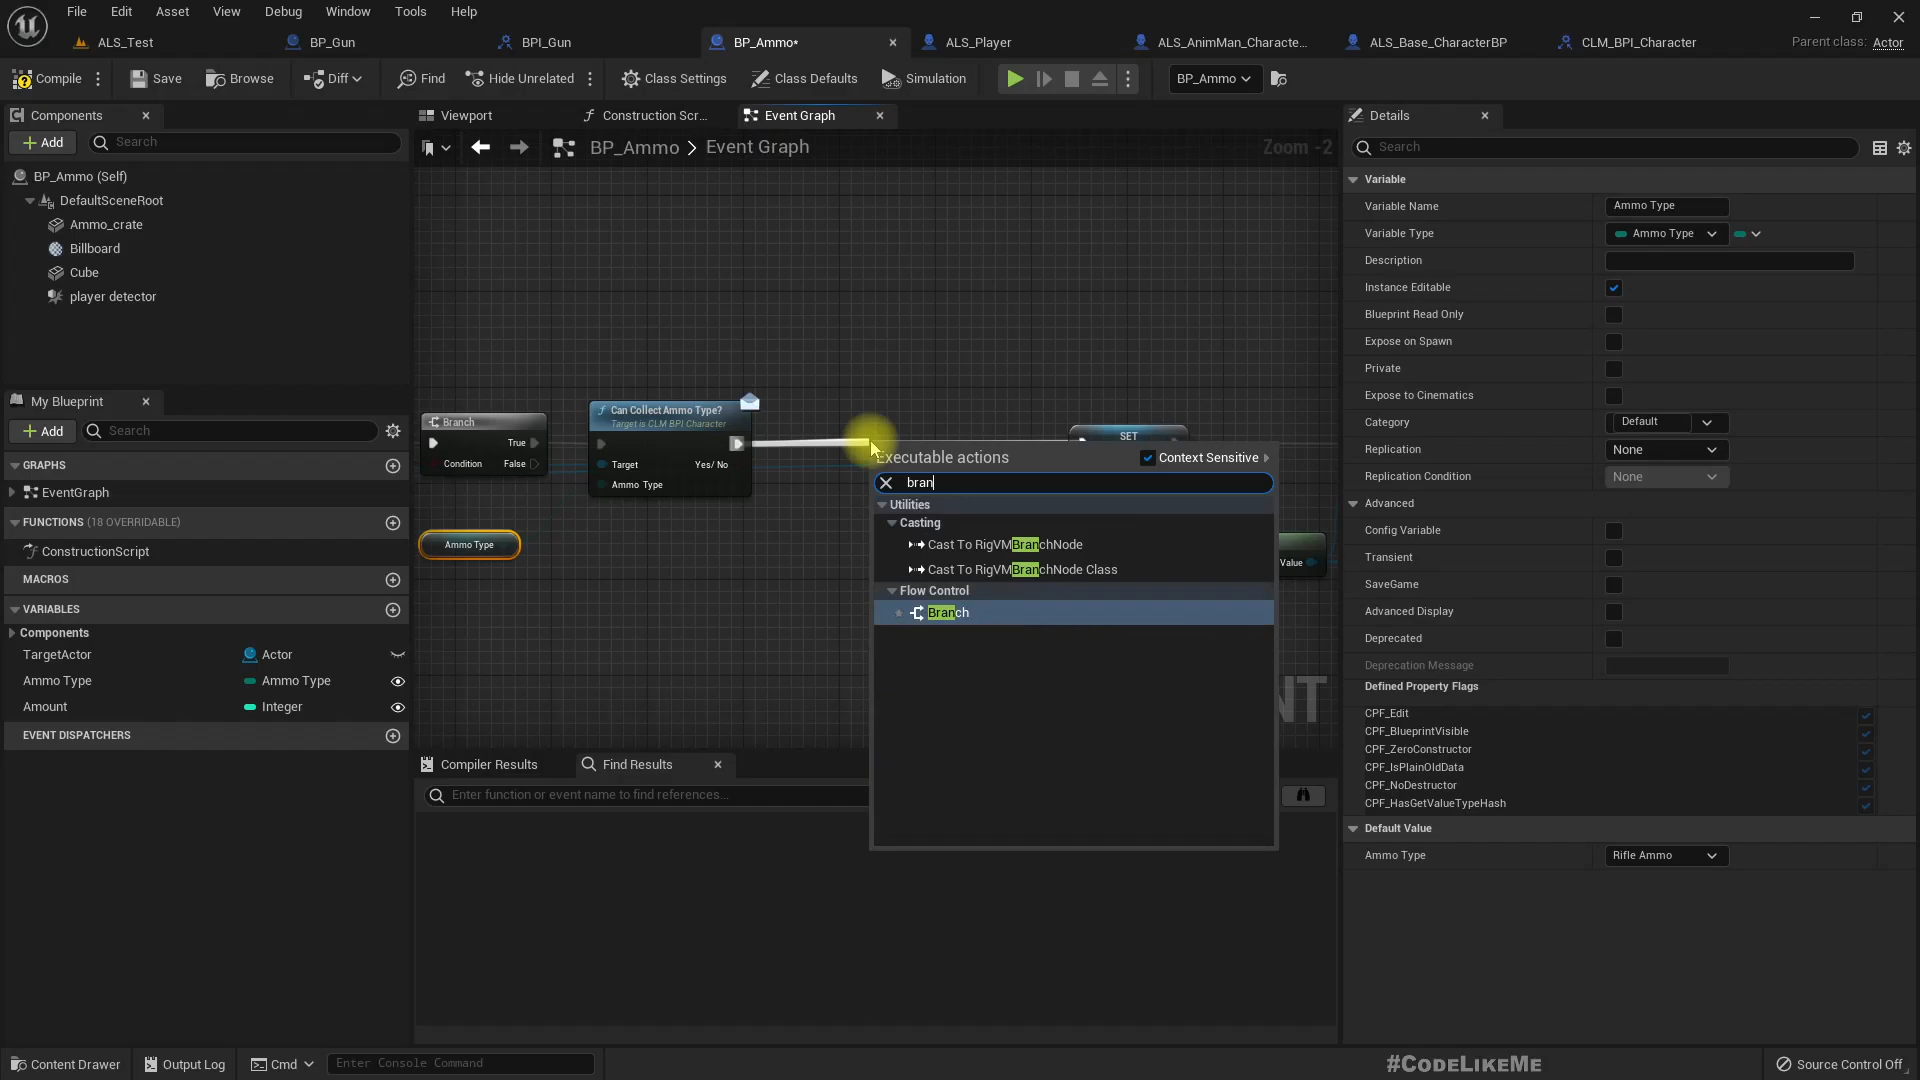 File Edit Asset View Debug Window Tools Help
ALS_Test BP_Gun BPI_Gun BP_Ammo* ALS_Player ALS_AnimMan_Characte... ALS_Base_CharacterBP CLM_BPI_Character Parent class: Actor
Compile Save Browse Diff Find Hide Unrelated Class Settings Class Defaults Simulation BP_Ammo
Components Viewport Construction Scr... Event Graph Details
Add Search BP_Ammo > Event Graph Zoom -2 Search
BP_Ammo (Self)
DefaultSceneRoot
Ammo_crate
Billboard
Cube
player detector
My Blueprint
Add Search
GRAPHS
EventGraph
FUNCTIONS (18 OVERRIDABLE)
ConstructionScript
MACROS
VARIABLES
Components
TargetActor Actor
Ammo Type Ammo Type
Amount Integer
EVENT DISPATCHERS
Branch
True
Condition False
Can Collect Ammo Type?
Target is CLM BPI Character
Target Yes/ No
Ammo Type
Ammo Type
SET
Value
NT
Executable actions Context Sensitive
bran
Utilities
Casting
Cast To RigVMBranchNode
Cast To RigVMBranchNode Class
Flow Control
Branch
Compiler Results Find Results
Enter function or event name to find references...
Variable
Variable Name Ammo Type
Variable Type Ammo Type
Description
Instance Editable
Blueprint Read Only
Expose on Spawn
Private
Expose to Cinematics
Category Default
Replication None
Replication Condition None
Advanced
Config Variable
Transient
SaveGame
Advanced Display
Deprecated
Deprecation Message
Defined Property Flags
CPF_Edit
CPF_BlueprintVisible
CPF_ZeroConstructor
CPF_IsPlainOldData
CPF_NoDestructor
CPF_HasGetValueTypeHash
Default Value
Ammo Type Rifle Ammo
Content Drawer Output Log Cmd Enter Console Command #CodeLikeMe Source Control Off